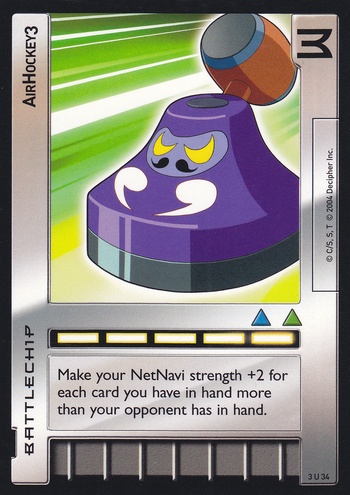 AIRHOCKEY3
© C/S, S, T © 2004 Decipher Inc.
BATTLECHIP
Make your NetNavi strength +2 for
each card you have in hand more
than your opponent has in hand.
3 U 34